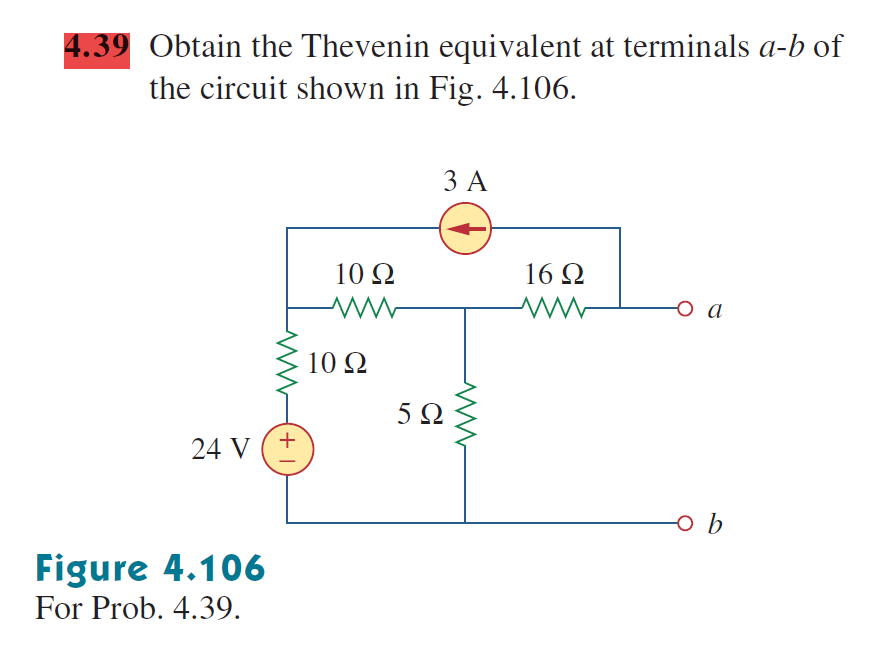 4.39 Obtain the Thevenin equivalent at terminals a-b of
the circuit shown in Fig. 4.106.
3 A
10 Ω
16 Ω
a
10 Ω
5 Ω
24 V
+
b
Figure 4.106
For Prob. 4.39.